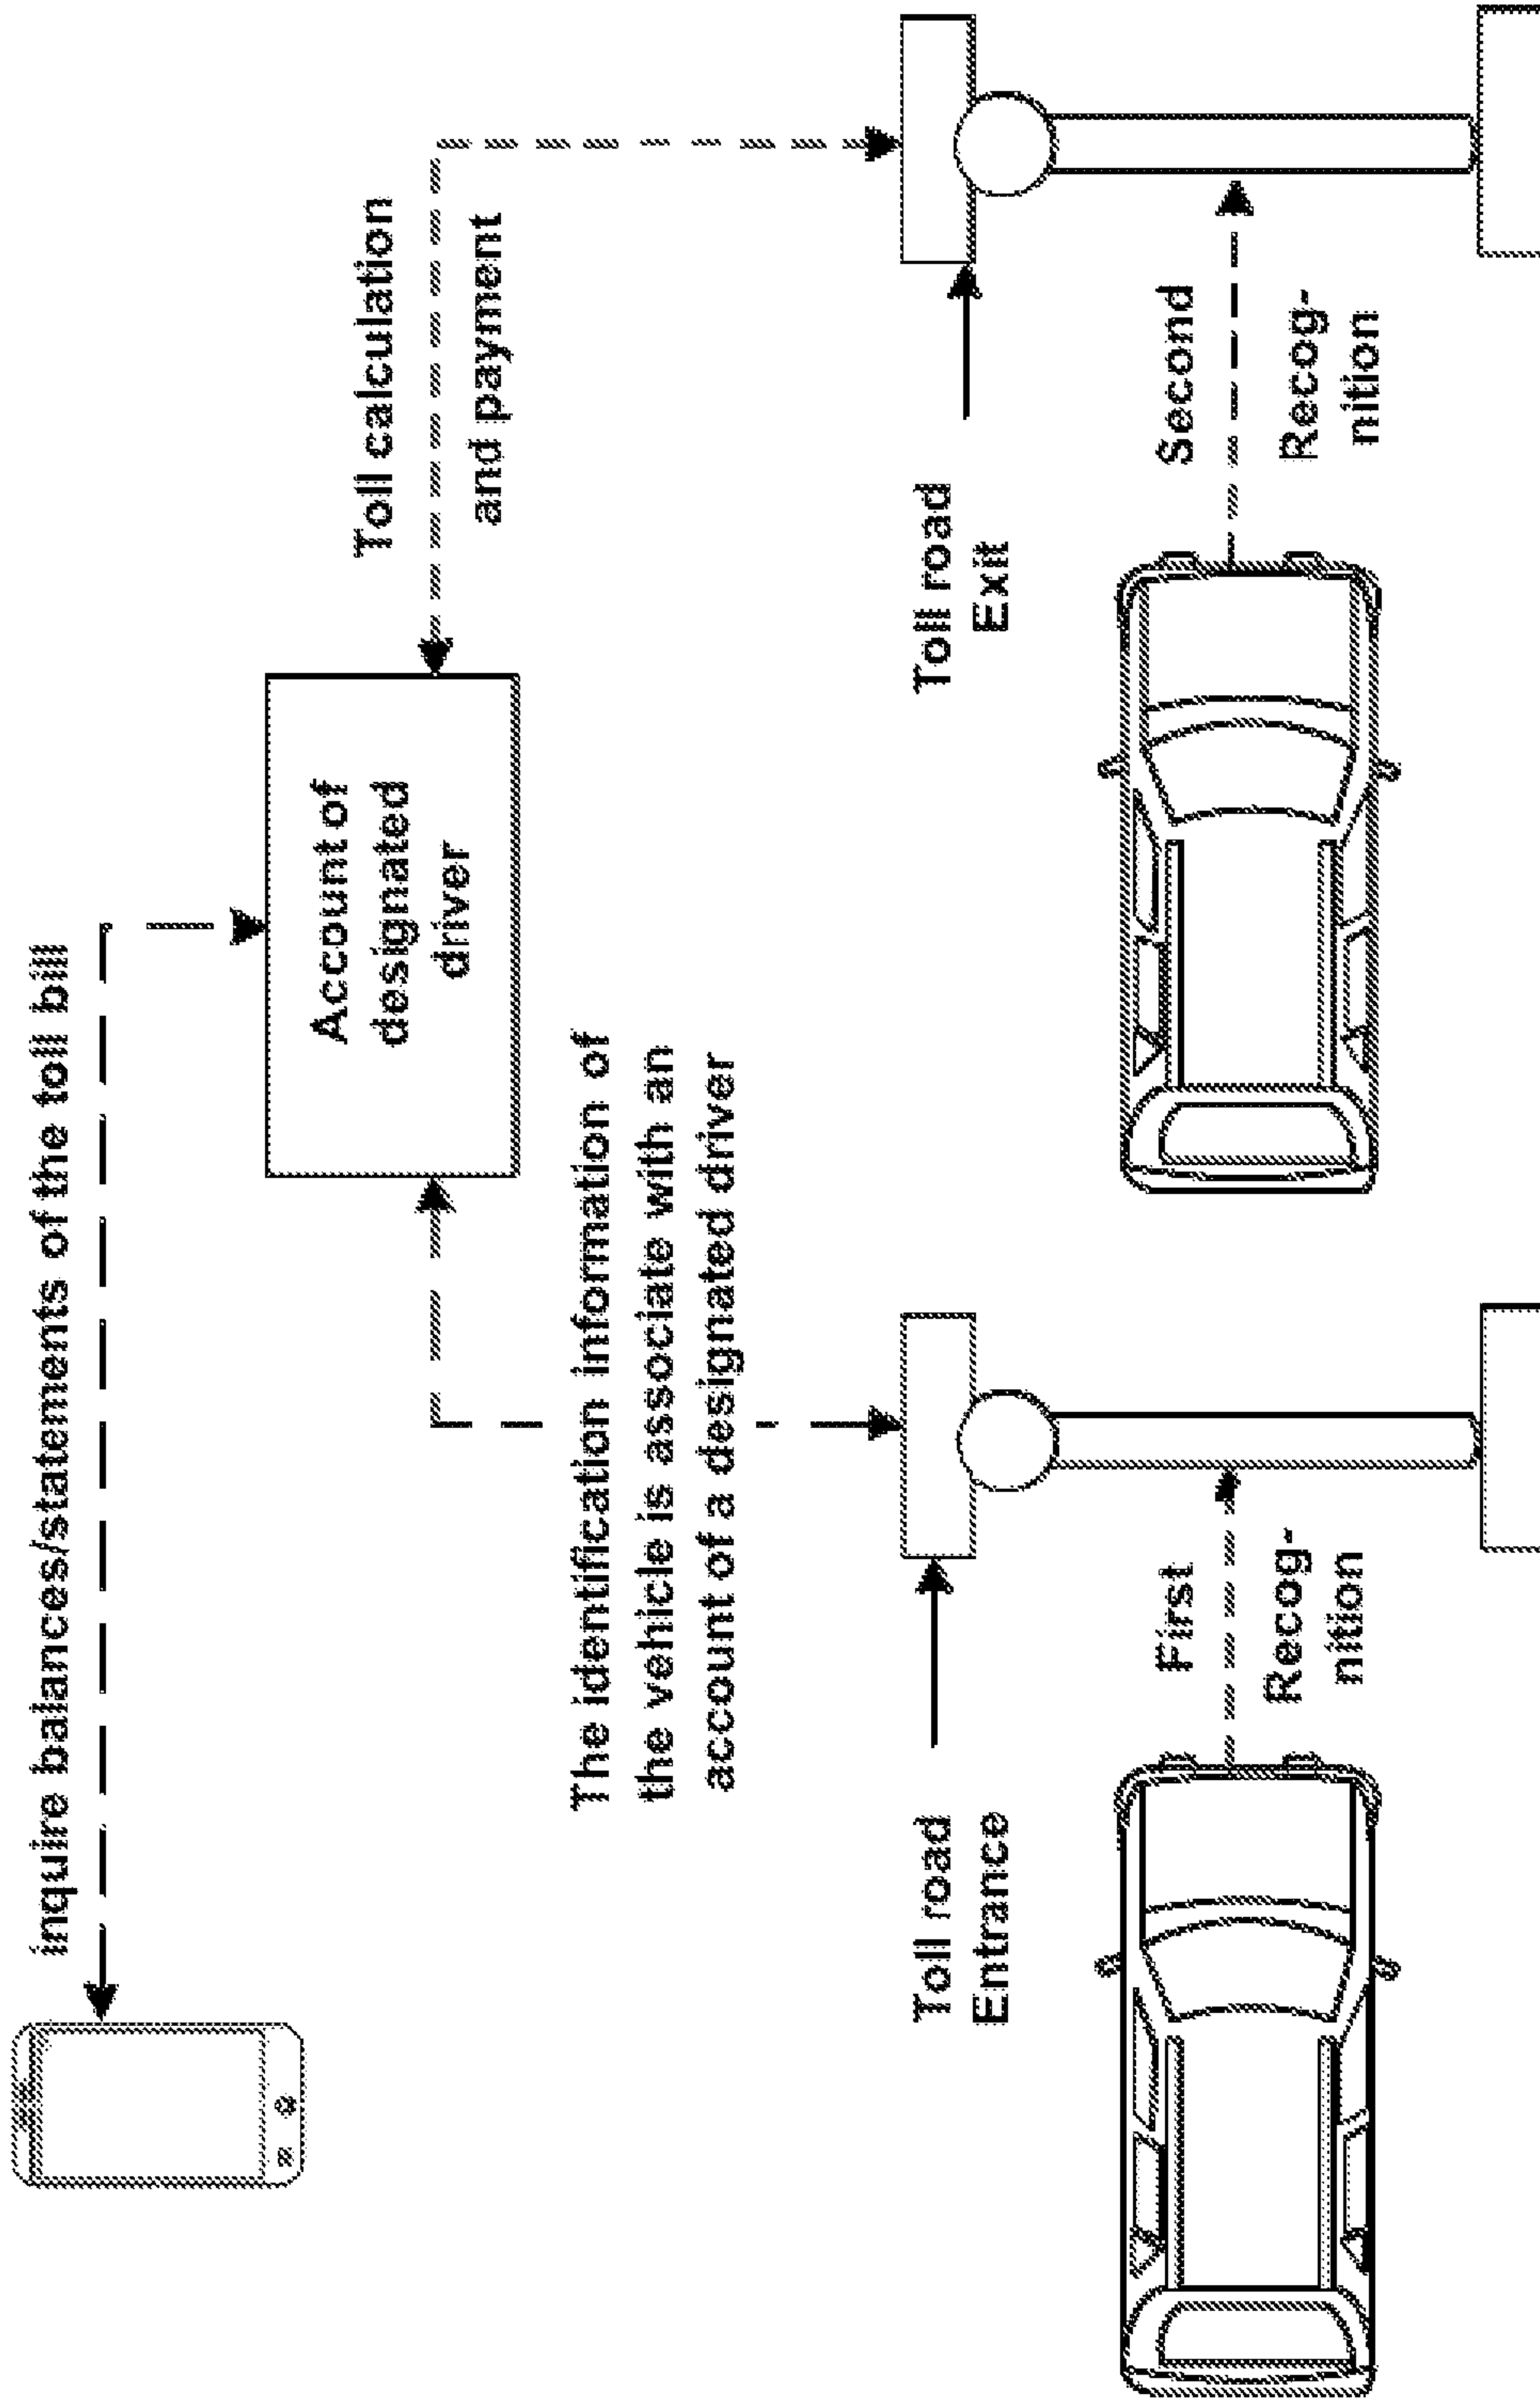 inquire balances/statements of the toll bill
Account of
designated
driver
Toll calculation
and payment
The identification information of
the vehicle is associate with an
account of a designated driver
Toll road
Entrance
First
Recog-
nition
Toll road
Exit
Second
Recog-
nition